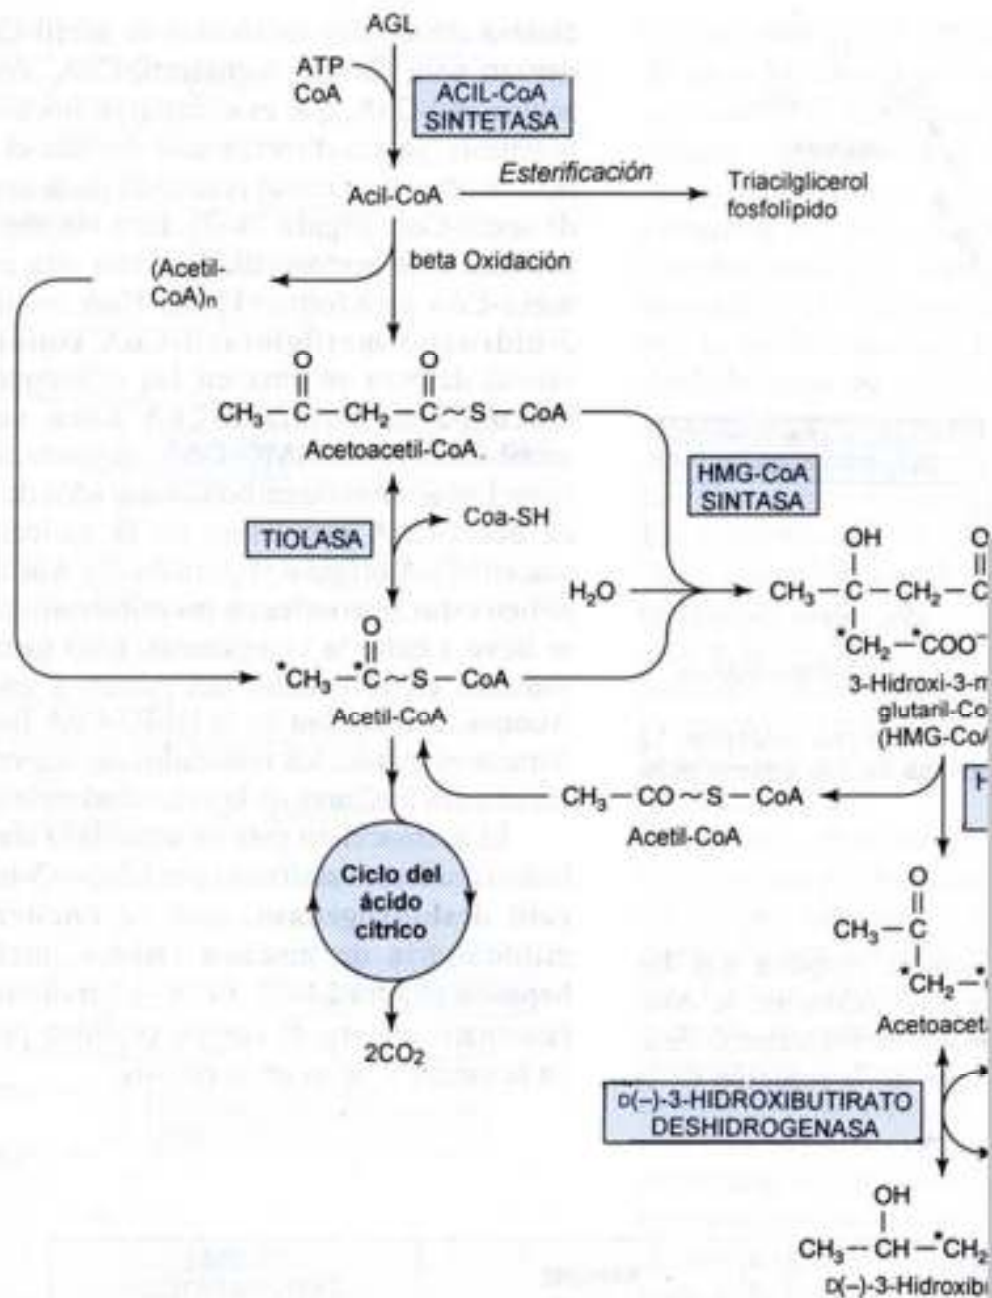 AGL
ATP
CoA
ACIL-CoA
SINTETASA
Acil-CoA
Esterificación
Triacilglicerol
fosfolípido
(Acetil-
CoA)n
beta Oxidación
O O
CH₃—C—CH₂—C~S—CoA
Acetoacetil-CoA.
HMG-CoA
SINTASA
TIOLASA
Coa-SH
H₂O
OH O
CH₃—C—CH₂—C
*CH₂—*COO⁻
3-Hidroxi-3-m
glutaril-Co
(HMG-CoA
O
*CH₃—*C~S—CoA
Acetil-CoA
CH₃—CO~S—CoA
Acetil-CoA
H
Ciclo del
ácido
cítrico
2CO₂
O
CH₃—C
*CH₂—*
Acetoaceta
D(–)-3-HIDROXIBUTIRATO
DESHIDROGENASA
OH
CH₃—CH—*CH₂
D(–)-3-Hidroxibu